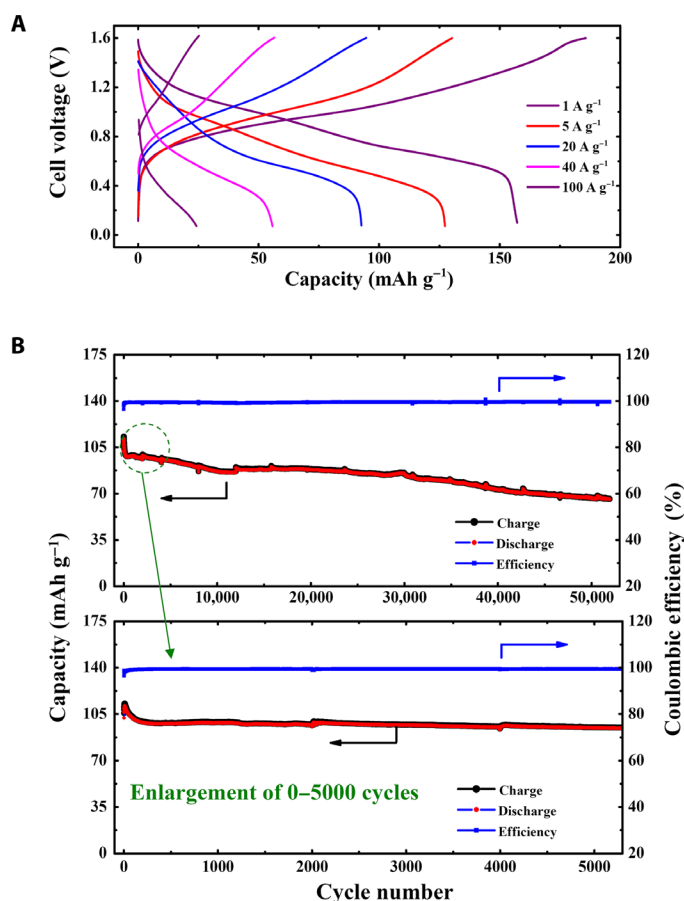 A
Cell voltage (V)
1.6
1.2
0.8
0.4
0.0
1 A g⁻¹
5 A g⁻¹
20 A g⁻¹
40 A g⁻¹
100 A g⁻¹
0 50 100 150 200
Capacity (mAh g⁻¹)
B
Capacity (mAh g⁻¹)
Coulombic efficiency (%)
175
140
105
70
35
0
120
100
80
60
40
20
Charge
Discharge
Efficiency
0 10,000 20,000 30,000 40,000 50,000
175
140
105
70
35
0
120
100
80
60
40
20
Enlargement of 0–5000 cycles
Charge
Discharge
Efficiency
0 1000 2000 3000 4000 5000
Cycle number